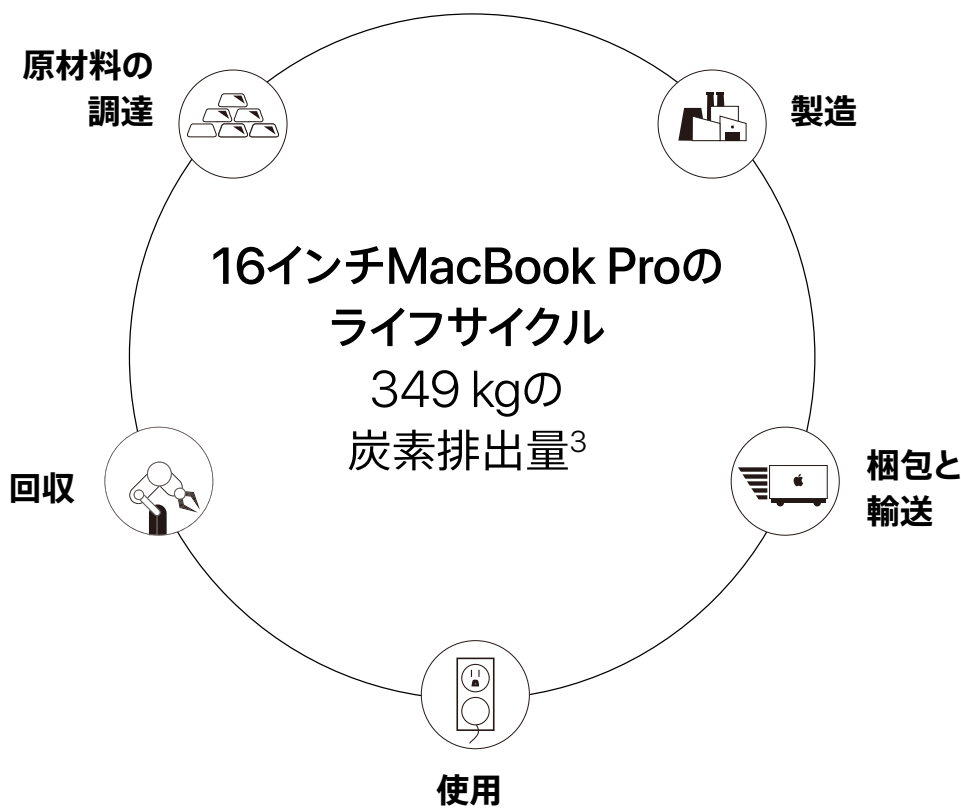 原材料の
調達
製造
16インチMacBook Proの
ライフサイクル
349 kgの
炭素排出量3
回収
梱包と
輸送
使用